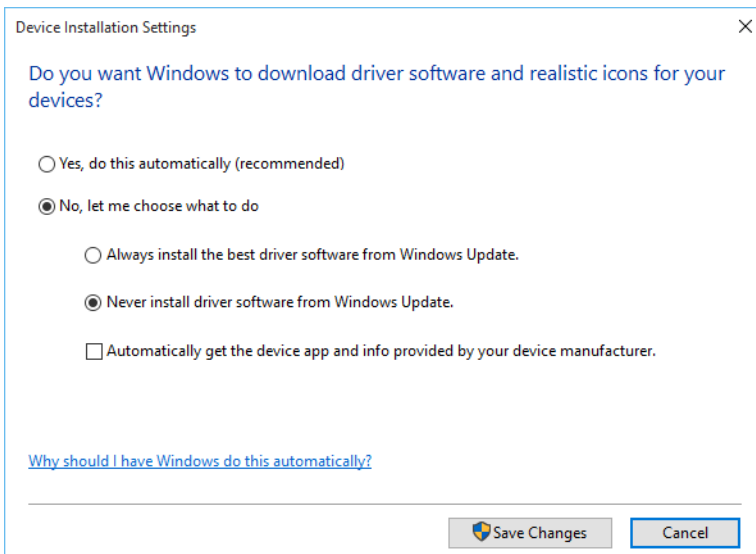 Device Installation Settings
Do you want Windows to download driver software and realistic icons for your
devices?
Yes, do this automatically (recommended)
No, let me choose what to do
Always install the best driver software from Windows Update.
Never install driver software from Windows Update.
Automatically get the device app and info provided by your device manufacturer.
Why should I have Windows do this automatically?
Save Changes Cancel